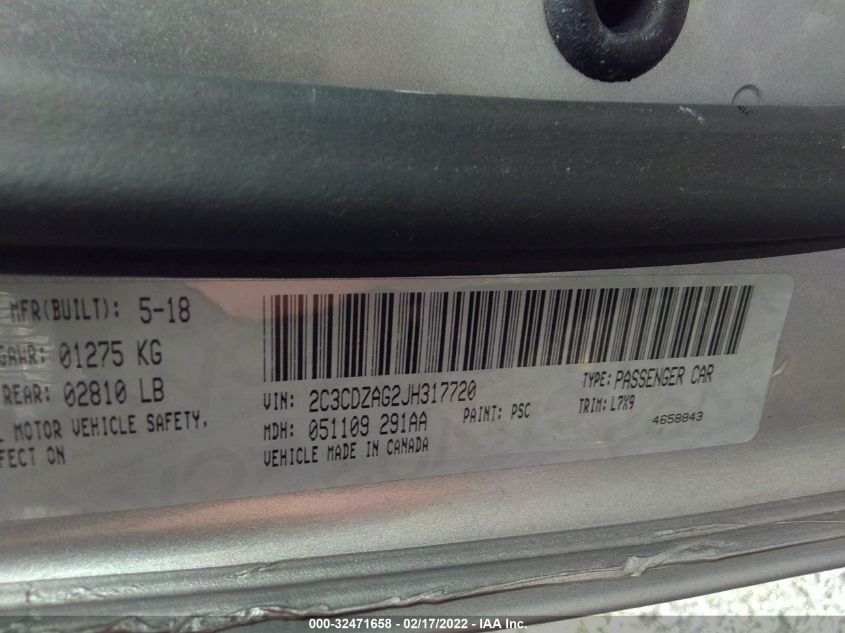 MFR(BUILT): 5-18
GAWR: 01275 KG
REAR: 02810 LB
MOTOR VEHICLE SAFETY,
ON
VIN: 2C3CDZAG2JH317720
TYPE: PASSENGER CAR
MDH: 051109 291AA
PAINT: PSC
TRIM: L7X9
VEHICLE MADE IN CANADA
4658843
000-32471658 - 02/17/2022 - IAA Inc.